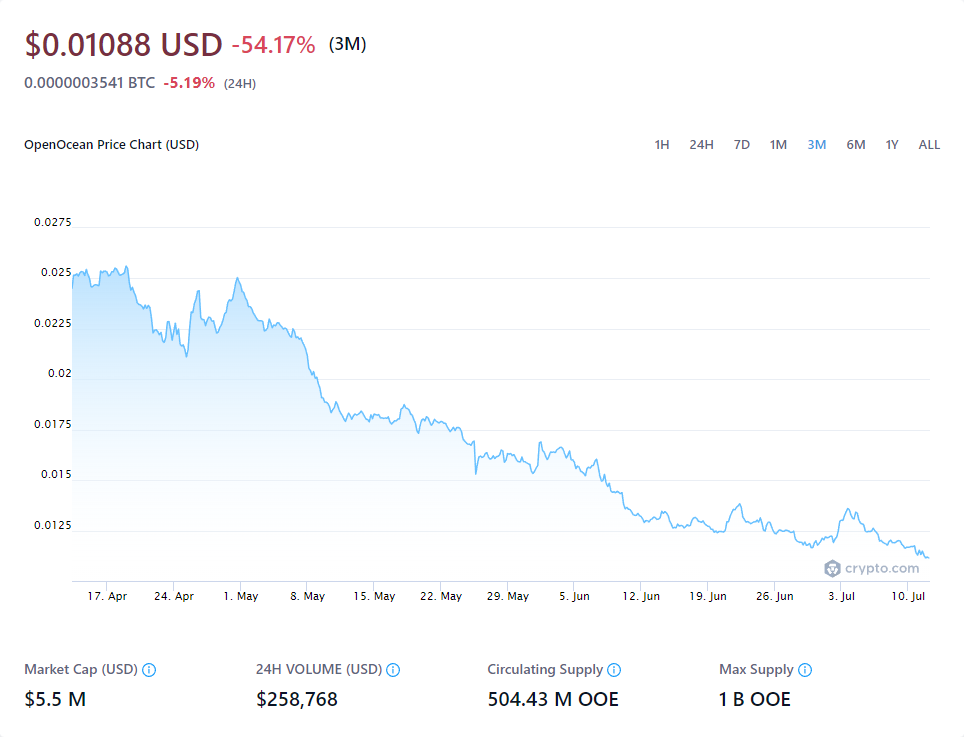 $0.01088 USD -54.17% (3M)
0.0000003541 BTC -5.19% (24H)
OpenOcean Price Chart (USD)
1H 24H 7D 1M 3M 6M 1Y ALL
0.0275
0.025
0.0225
0.02
0.0175
0.015
0.0125
crypto.com
17. Apr 24. Apr 1. May 8. May 15. May 22. May 29. May 5. Jun 12. Jun 19. Jun 26. Jun 3. Jul 10. Jul
Market Cap (USD) 24H VOLUME (USD) Circulating Supply Max Supply
$5.5 M $258,768 504.43 M OOE 1 B OOE